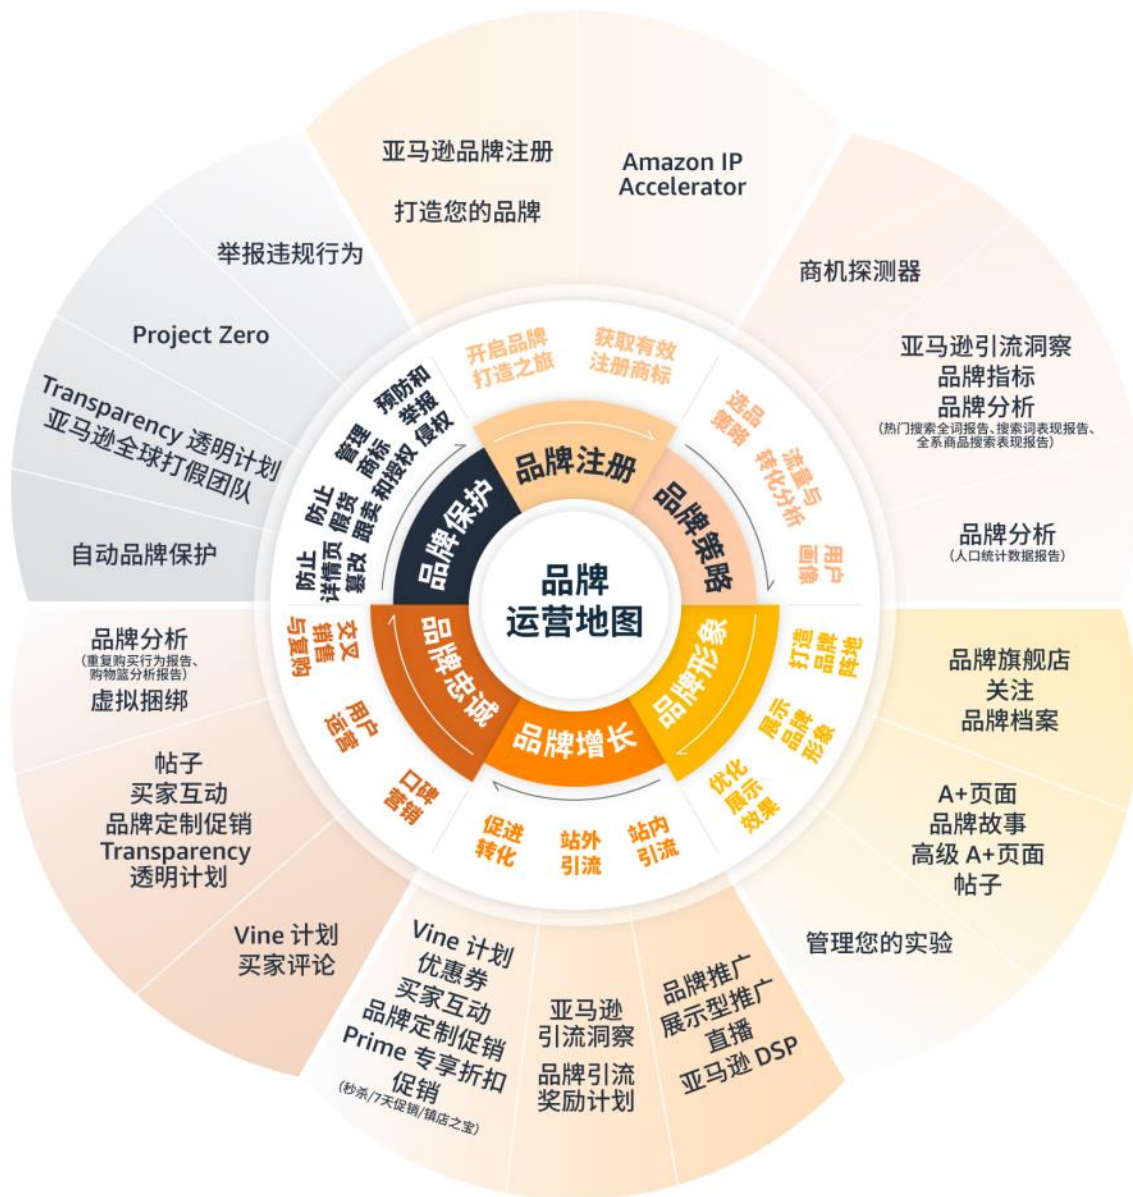 品牌
运营地图
品牌注册
开启品牌
打造之旅
获取有效
注册商标
亚马逊品牌注册
打造您的品牌
Amazon IP
Accelerator
品牌策略
选品
策略
流量与
转化分析
用户
画像
商机探测器
亚马逊引流洞察
品牌指标
品牌分析
(热门搜索全词报告、搜索词表现报告、
全系商品搜索表现报告)
品牌分析
(人口统计数据报告)
品牌形象
打造
品牌
阵地
展示
品牌
形象
优化
展示
效果
品牌旗舰店
关注
品牌档案
A+页面
品牌故事
高级 A+页面
帖子
管理您的实验
品牌增长
站内
引流
站外
引流
促进
转化
品牌推广
展示型推广
直播
亚马逊 DSP
亚马逊
引流洞察
品牌引流
奖励计划
Vine 计划
优惠券
买家互动
品牌定制促销
Prime 专享折扣
促销
(秒杀/7天促销/镇店之宝)
品牌忠诚
口碑
营销
用户
运营
交叉
销售
与复购
Vine 计划
买家评论
帖子
买家互动
品牌定制促销
Transparency
透明计划
品牌分析
(重复购买行为报告、
购物篮分析报告)
虚拟捆绑
品牌保护
防止
详情页
篡改
防止
假货
跟卖
管理
商标
和授权
预防和
举报
侵权
自动品牌保护
Transparency 透明计划
亚马逊全球打假团队
Project Zero
举报违规行为